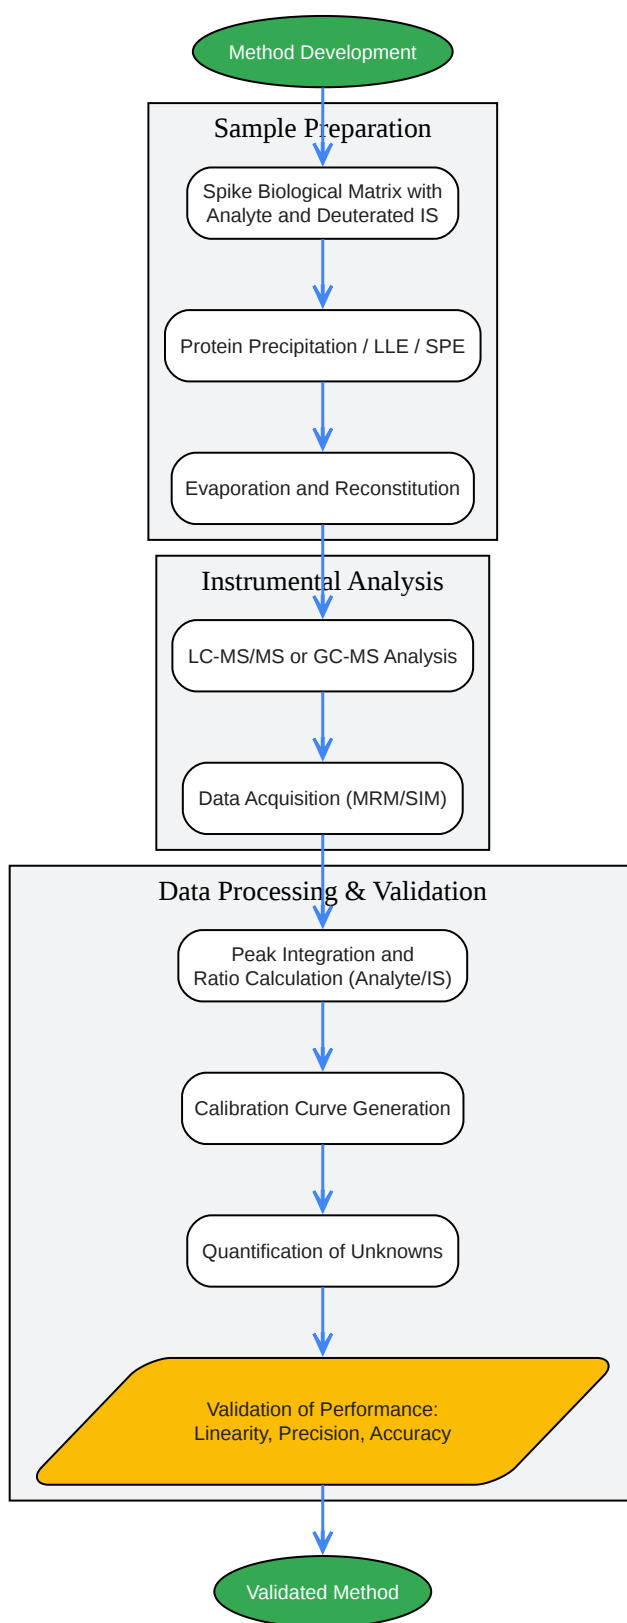 Method Development
Sample Preparation
Spike Biological Matrix with
Analyte and Deuterated IS
Protein Precipitation / LLE / SPE
Evaporation and Reconstitution
Instrumental Analysis
LC-MS/MS or GC-MS Analysis
Data Acquisition (MRM/SIM)
Data Processing & Validation
Peak Integration and
Ratio Calculation (Analyte/IS)
Calibration Curve Generation
Quantification of Unknowns
Validation of Performance:
Linearity, Precision, Accuracy
Validated Method